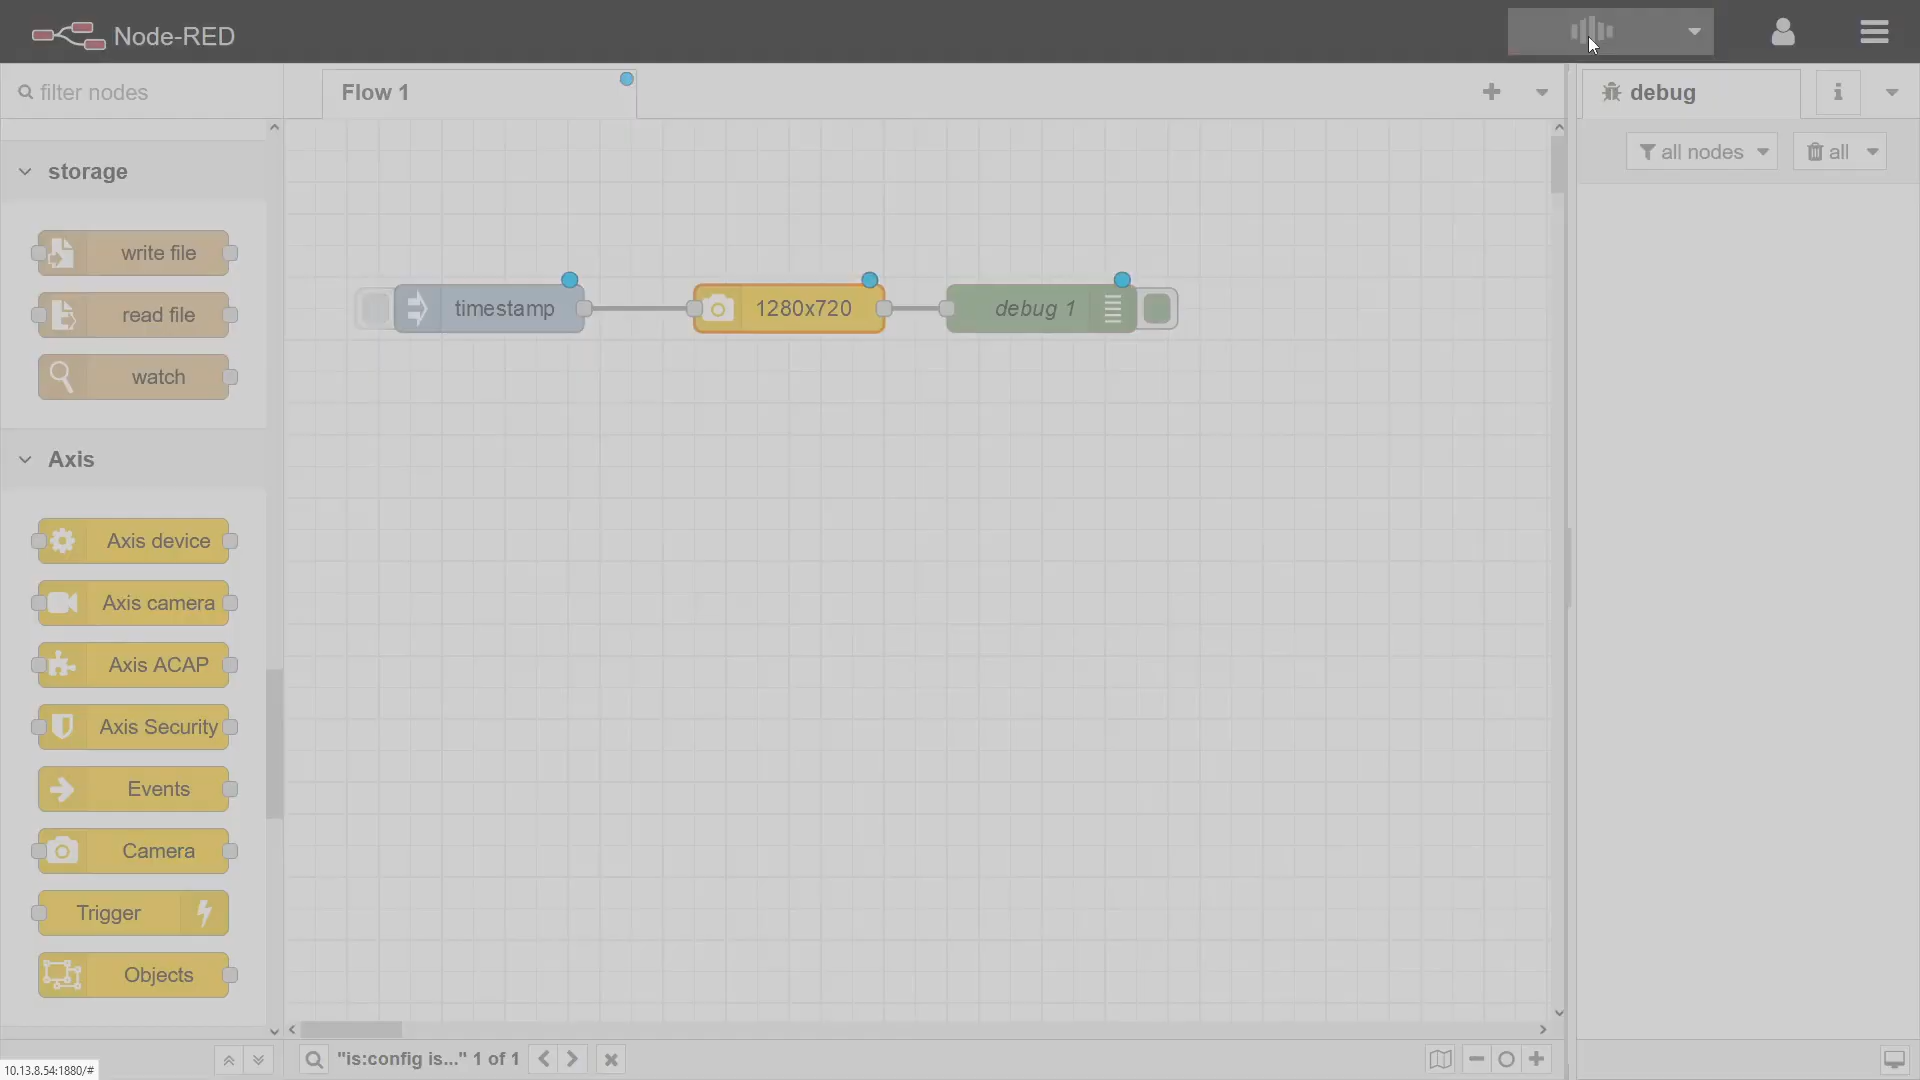 Node-RED
filter nodes
Flow 1
debug
all nodes
all
storage
write file
read file
watch
timestamp
1280x720
debug 1
Axis
Axis device
Axis camera
Axis ACAP
Axis Security
Events
Camera
Trigger
Objects
"is:config is..." 1 of 1
10.13.8.54:1880/#